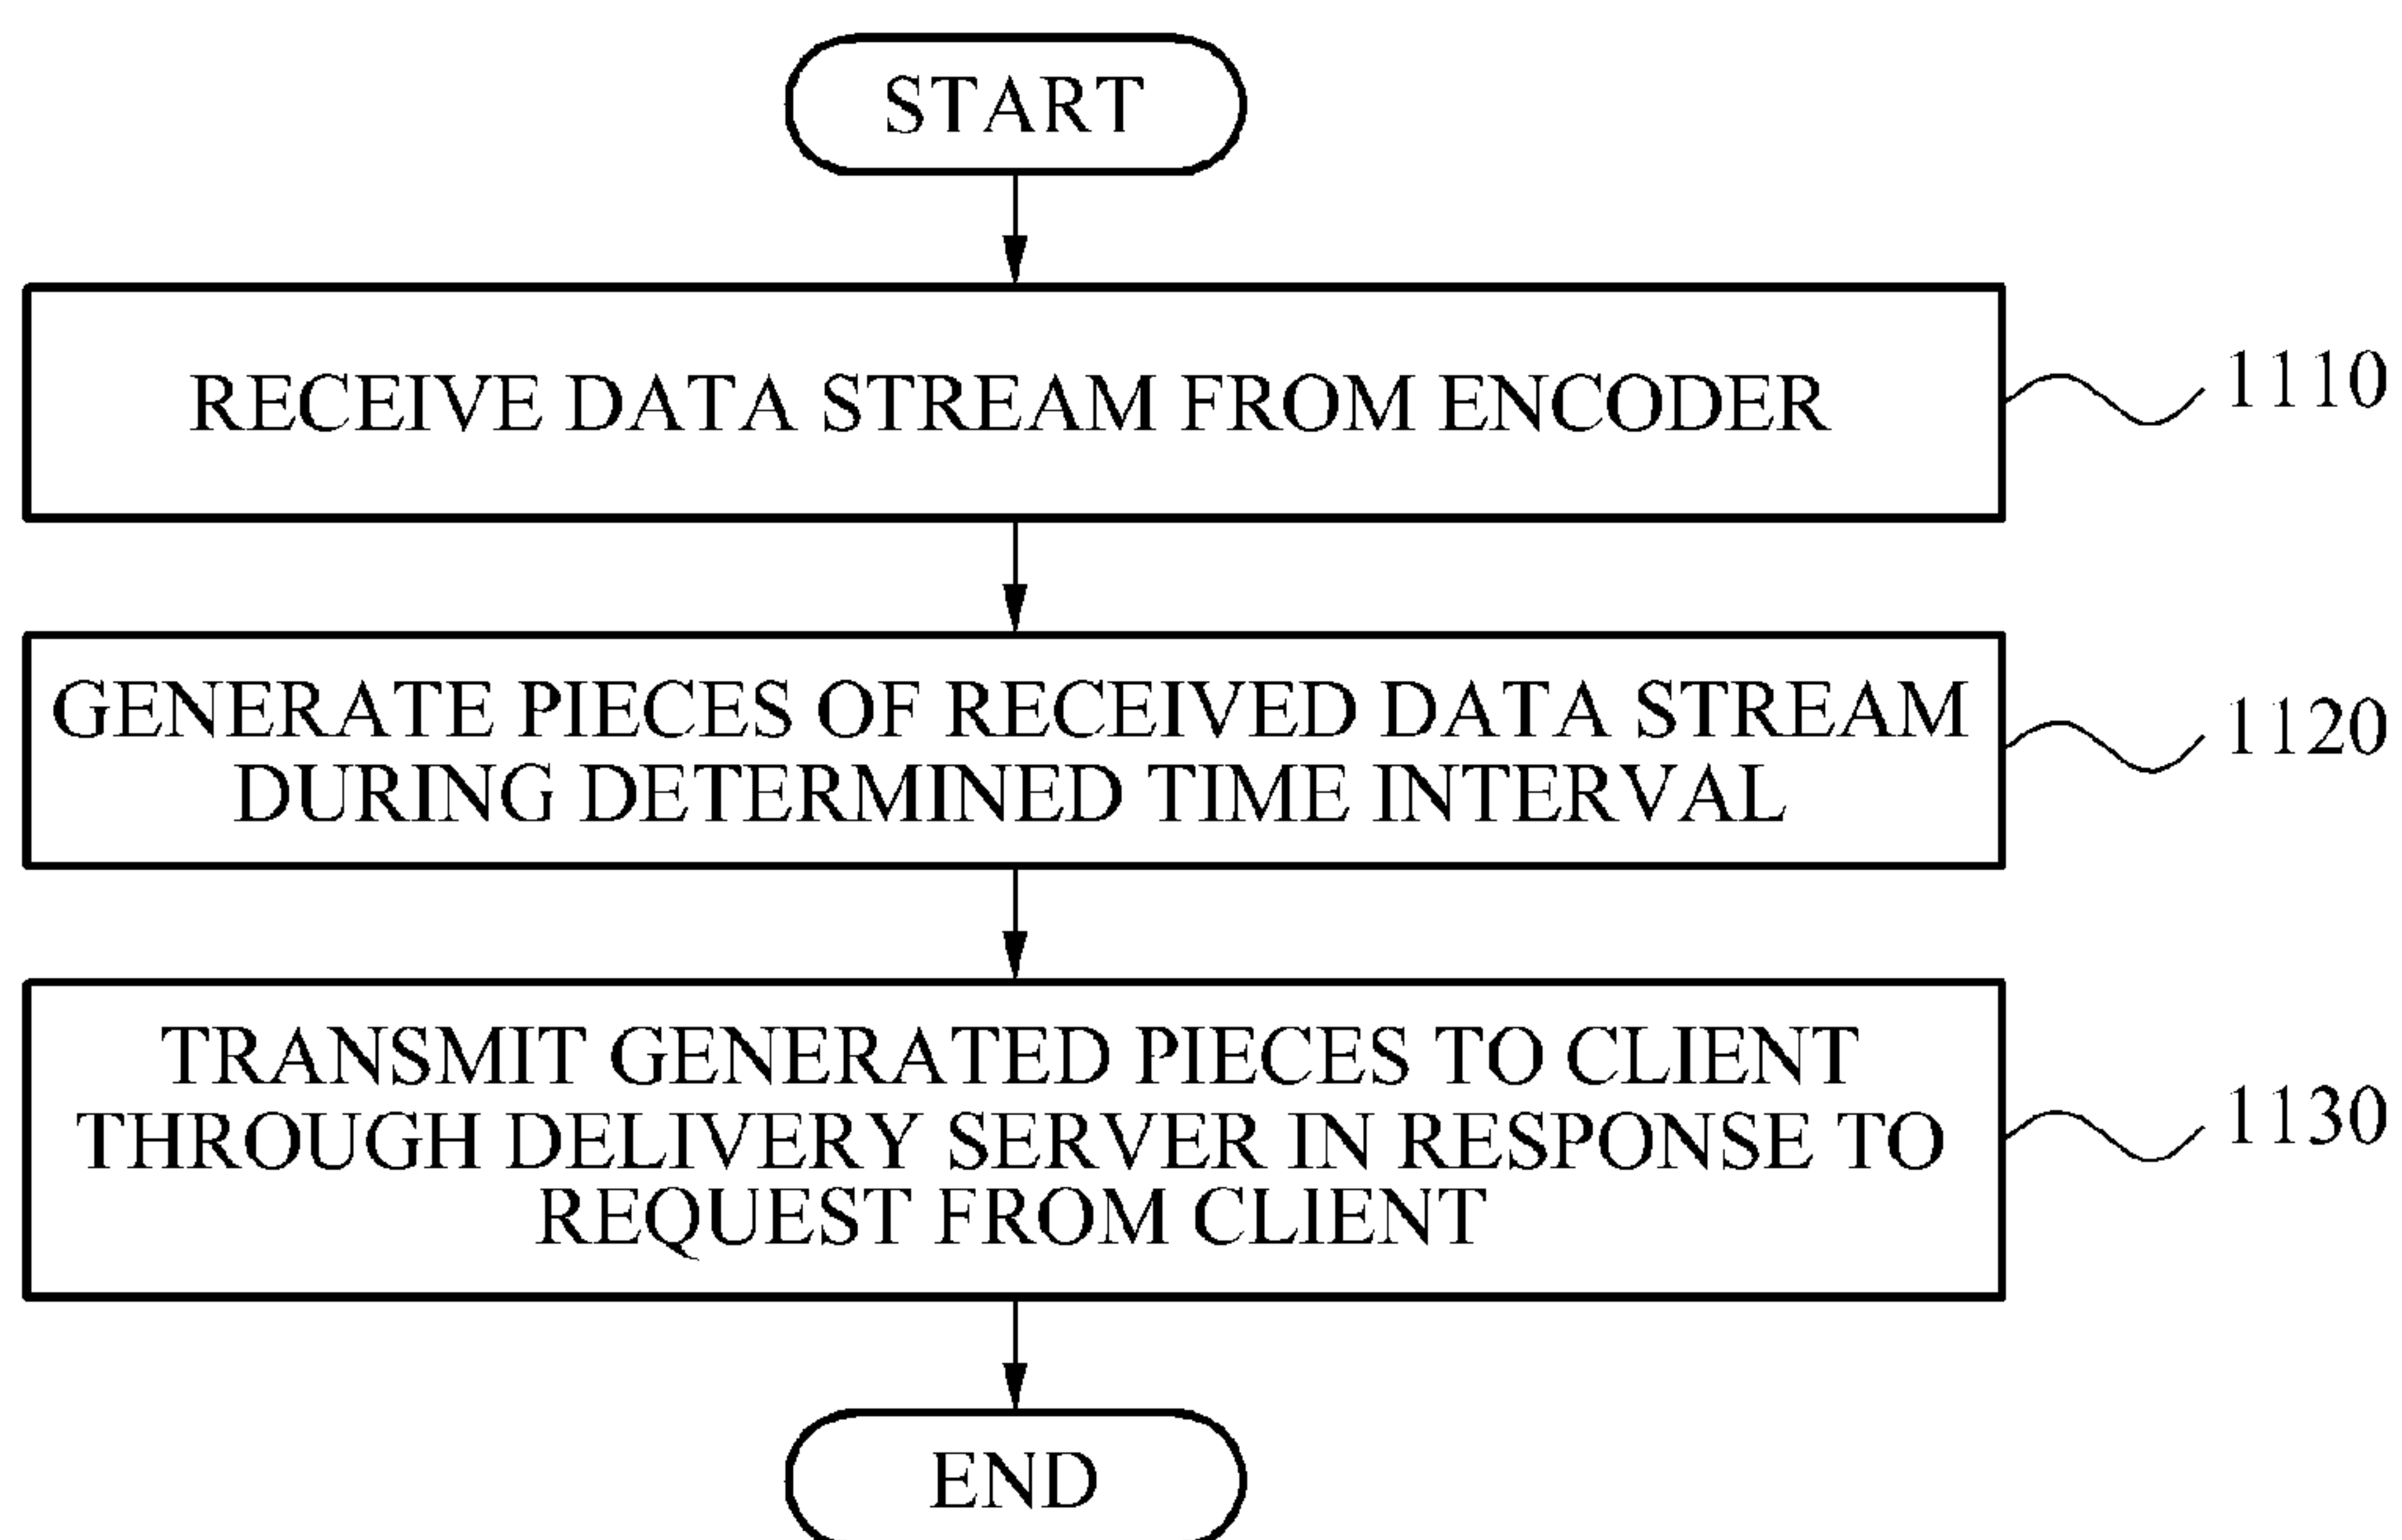 START
RECEIVE DATA STREAM FROM ENCODER
1110
GENERATE PIECES OF RECEIVED DATA STREAM
DURING DETERMINED TIME INTERVAL
1120
TRANSMIT GENERATED PIECES TO CLIENT
THROUGH DELIVERY SERVER IN RESPONSE TO
REQUEST FROM CLIENT
1130
END